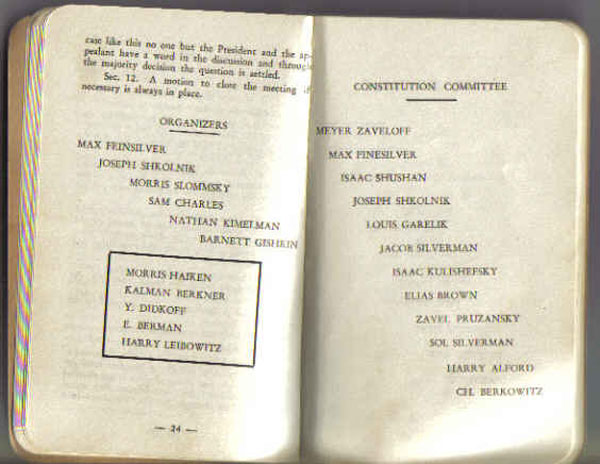 case like this no one but the President and the ap-
pealant have a word in the discussion and through
the majority decision the question is settled.
Sec. 12. A motion to close the meeting if
necessary is always in place.
ORGANIZERS
MAX FEINSILVER
JOSEPH SHKOLNIK
MORRIS SLOMMSKY
SAM CHARLES
NATHAN KIMELMAN
BARNETT GISHKIN
MORRIS HAIKEN
KALMAN BERKNER
Y. DIDKOFF
E. BERMAN
HARRY LEIBOWITZ
— 24 —
CONSTITUTION COMMITTEE
MEYER ZAVELOFF
MAX FINESILVER
ISAAC SHUSHAN
JOSEPH SHKOLNIK
LOUIS GARELIK
JACOB SILVERMAN
ISAAC KULISHEFSKY
ELIAS BROWN
ZAVEL PRUZANSKY
SOL SILVERMAN
HARRY ALFORD
CH. BERKOWITZ